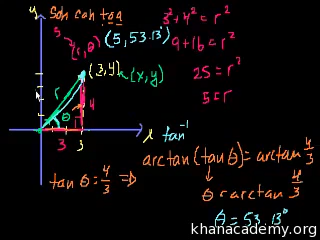 y
Soh cah toa
3² + 4² = r²
5
(r, θ)
(5, 53.13°)
9 + 16 = r²
(3,4)
(x,y)
25 = r²
r
4
5 = r
θ
3
3
x
tan⁻¹
arctan(tan θ) = arctan 4/3
tan θ = 4/3 ⇒
θ = arctan 4/3
θ = 53.13°
khanacademy.org